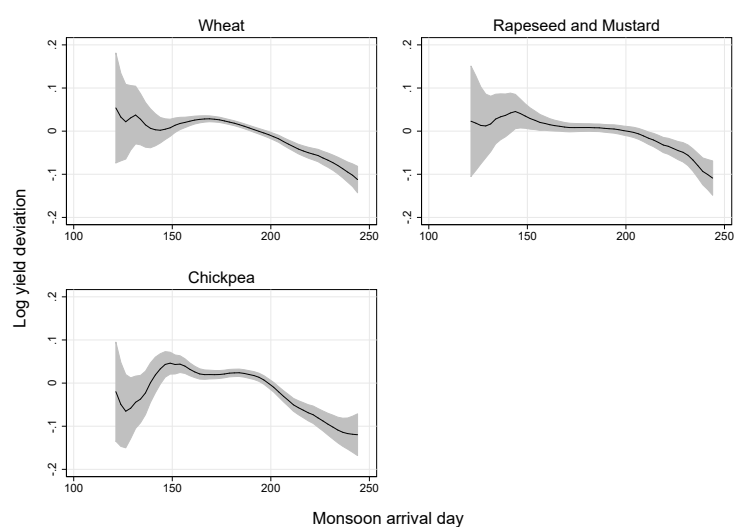 Wheat
.2
.1
0
-.1
-.2
100 150 200 250
Rapeseed and Mustard
.2
.1
0
-.1
-.2
100 150 200 250
Chickpea
.2
.1
0
-.1
-.2
100 150 200 250
Log yield deviation
Monsoon arrival day